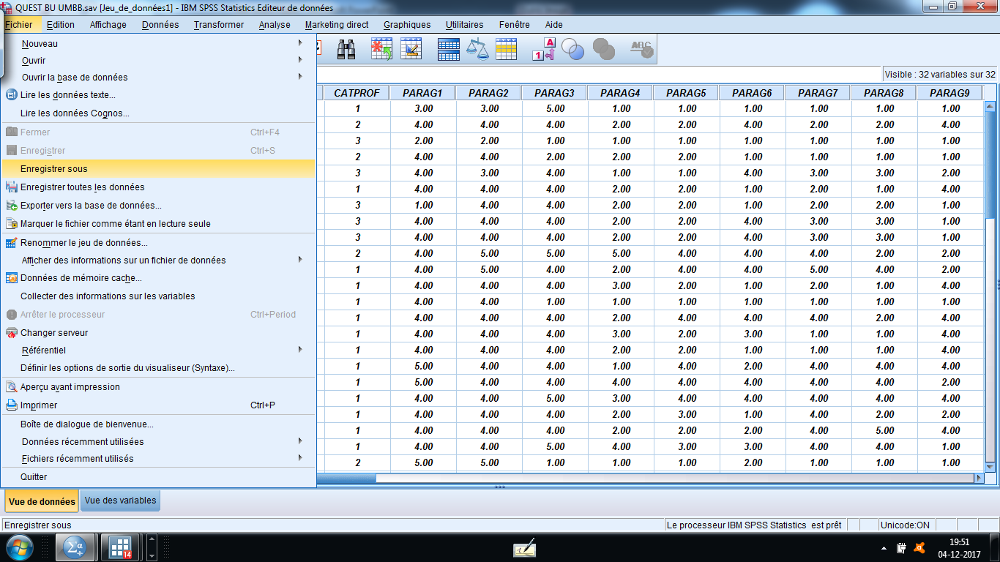 QUEST BU UMBB.sav [Jeu_de_données1] - IBM SPSS Statistics Editeur de données
Fichier Edition Affichage Données Transformer Analyse Marketing direct Graphiques Utilitaires Fenêtre Aide
Nouveau
Ouvrir
Ouvrir la base de données
Lire les données texte...
Lire les données Cognos...
Fermer Ctrl+F4
Enregistrer Ctrl+S
Enregistrer sous
Enregistrer toutes les données
Exporter vers la base de données...
Marquer le fichier comme étant en lecture seule
Renommer le jeu de données...
Afficher des informations sur un fichier de données
Données de mémoire cache...
Collecter des informations sur les variables
Arrêter le processeur Ctrl+Period
Changer serveur
Référentiel
Définir les options de sortie du visualiseur (Syntaxe)...
Aperçu avant impression
Imprimer Ctrl+P
Boîte de dialogue de bienvenue...
Données récemment utilisées
Fichiers récemment utilisés
Quitter
1 A
ABC
Visible : 32 variables sur 32
CATPROF PARAG1 PARAG2 PARAG3 PARAG4 PARAG5 PARAG6 PARAG7 PARAG8 PARAG9
1 3.00 3.00 5.00 1.00 1.00 1.00 1.00 1.00 1.00
2 4.00 4.00 4.00 2.00 2.00 4.00 2.00 2.00 4.00
3 2.00 2.00 1.00 1.00 1.00 1.00 1.00 1.00 1.00
2 4.00 4.00 2.00 2.00 2.00 1.00 1.00 1.00 1.00
3 4.00 3.00 4.00 1.00 1.00 4.00 3.00 3.00 2.00
1 4.00 4.00 4.00 2.00 2.00 1.00 2.00 1.00 4.00
3 1.00 4.00 4.00 2.00 2.00 1.00 2.00 2.00 1.00
3 4.00 4.00 4.00 2.00 2.00 4.00 3.00 3.00 1.00
3 4.00 4.00 4.00 2.00 2.00 4.00 3.00 3.00 1.00
2 4.00 5.00 5.00 5.00 4.00 4.00 4.00 2.00 2.00
1 4.00 5.00 4.00 2.00 4.00 4.00 5.00 4.00 2.00
1 4.00 4.00 4.00 3.00 2.00 1.00 2.00 1.00 4.00
1 4.00 4.00 1.00 1.00 1.00 1.00 1.00 1.00 1.00
1 4.00 4.00 4.00 2.00 4.00 4.00 4.00 2.00 4.00
1 4.00 4.00 4.00 3.00 2.00 3.00 1.00 1.00 4.00
1 4.00 4.00 4.00 2.00 2.00 1.00 1.00 1.00 4.00
1 5.00 4.00 4.00 1.00 4.00 2.00 4.00 4.00 4.00
1 5.00 4.00 4.00 4.00 4.00 4.00 4.00 4.00 2.00
1 4.00 4.00 5.00 3.00 4.00 4.00 4.00 4.00 4.00
1 4.00 4.00 4.00 2.00 3.00 1.00 4.00 2.00 2.00
1 4.00 4.00 4.00 2.00 2.00 2.00 4.00 5.00 4.00
1 4.00 4.00 5.00 4.00 3.00 3.00 4.00 4.00 1.00
2 5.00 5.00 1.00 1.00 1.00 2.00 1.00 1.00 1.00
Vue de données Vue des variables
Enregistrer sous Le processeur IBM SPSS Statistics est prêt Unicode:ON
Σ α
14
19:51
04-12-2017